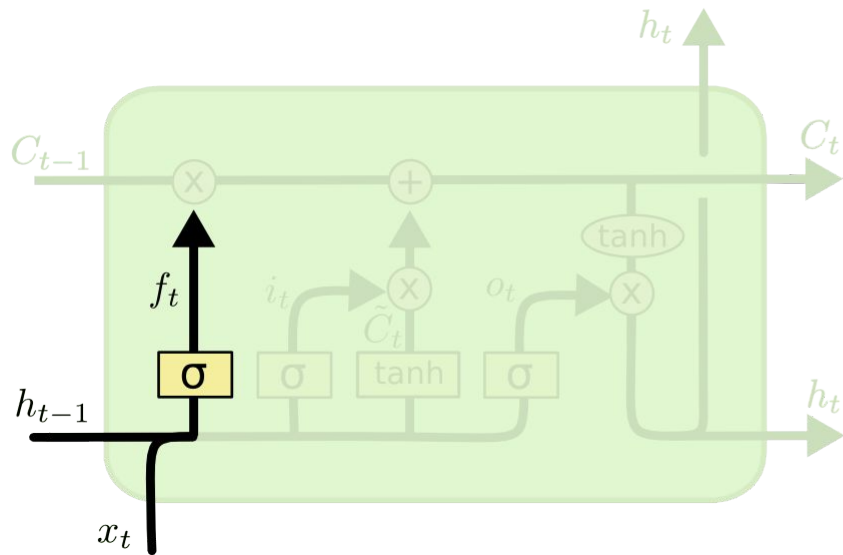 h_t
C_{t-1}
C_t
x
+
tanh
f_t
i_t
x
o_t
x
C̃_t
σ
σ
tanh
σ
h_{t-1}
h_t
x_t